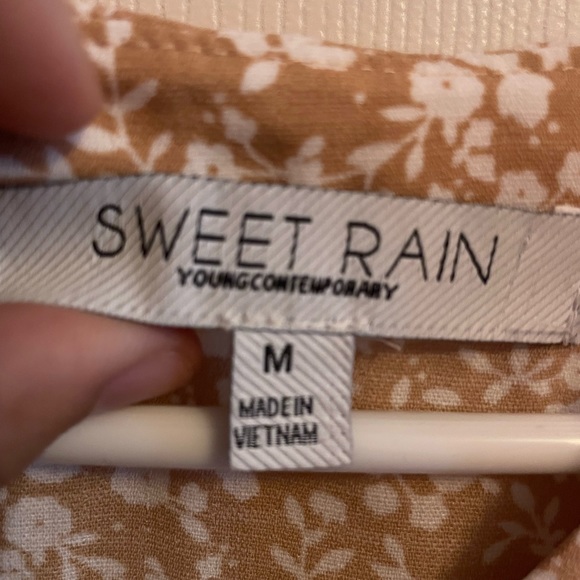 SWEET RAIN
YOUNGCONTEMPORARY
M
MADE IN
VIETNAM